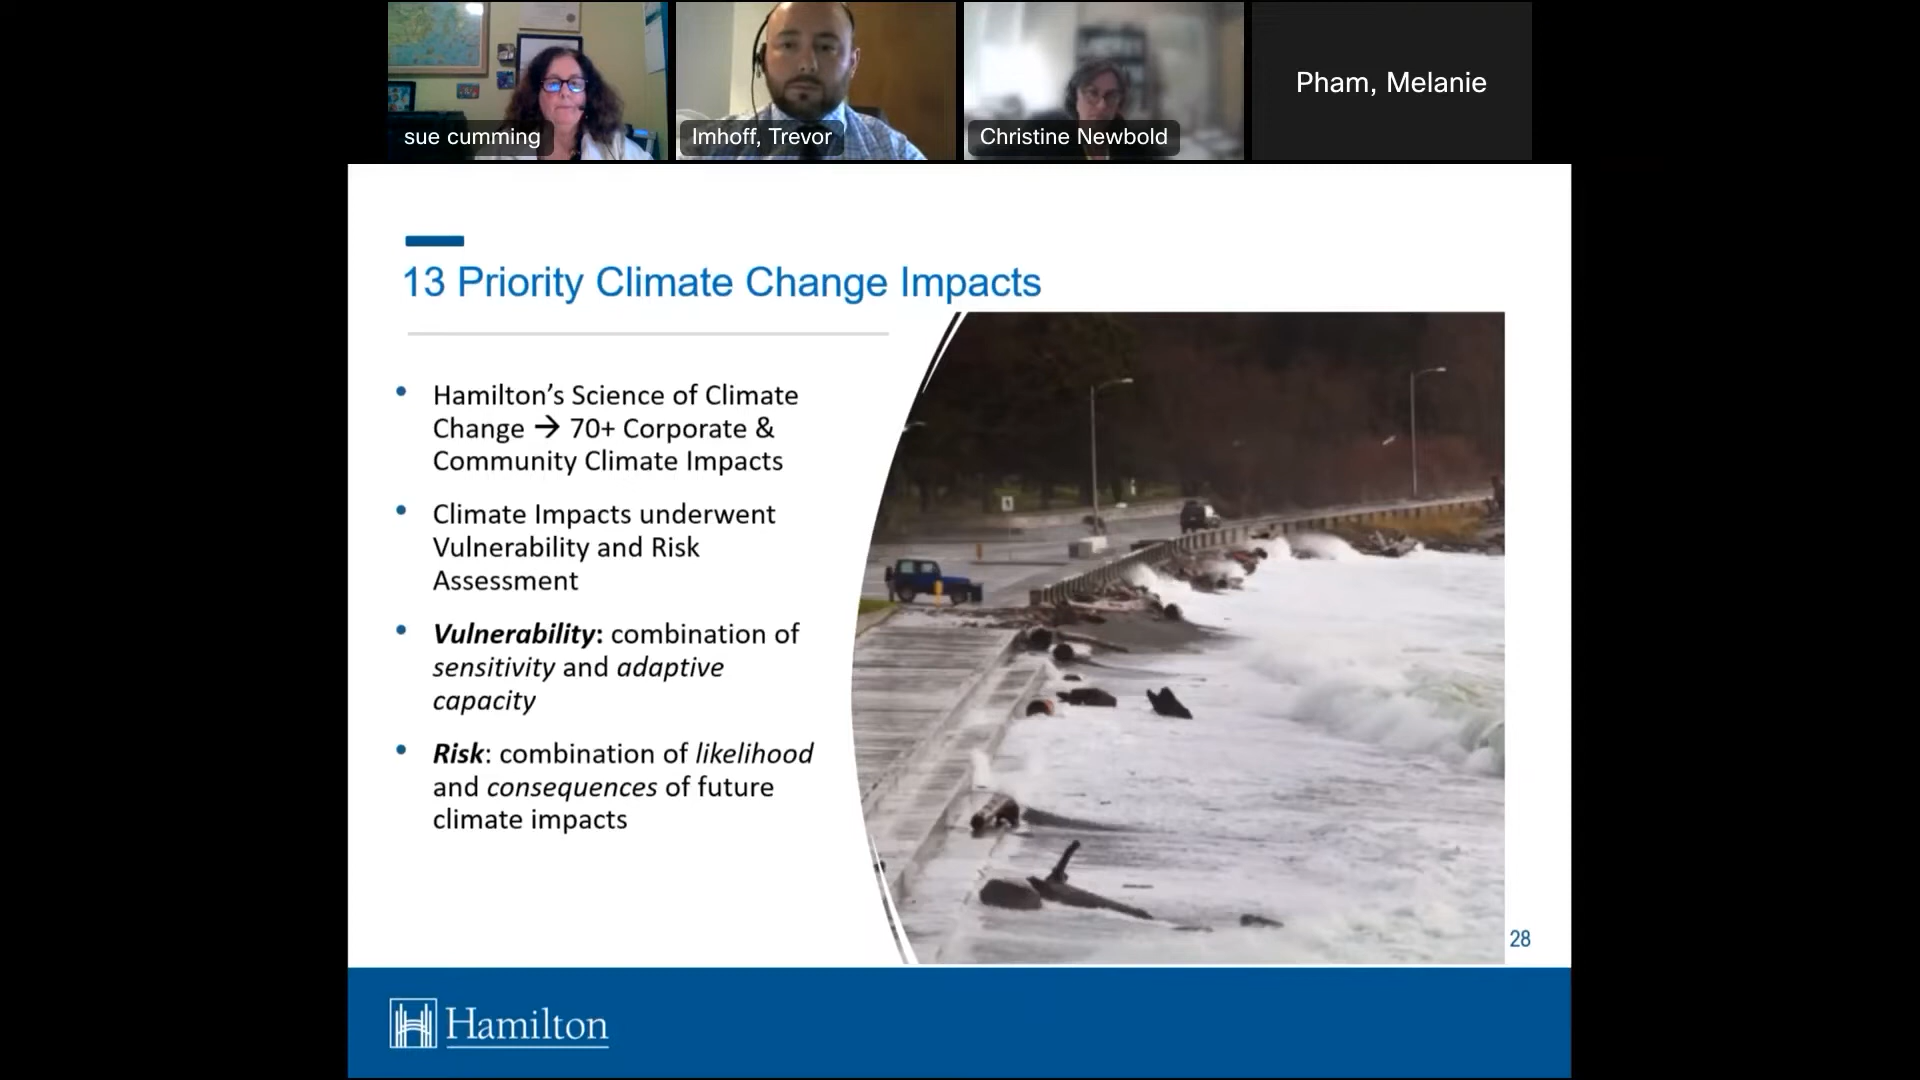 sue cumming
Imhoff, Trevor
Christine Newbold
Pham, Melanie
13 Priority Climate Change Impacts
• Hamilton’s Science of Climate
Change → 70+ Corporate &
Community Climate Impacts
• Climate Impacts underwent
Vulnerability and Risk
Assessment
• Vulnerability: combination of
sensitivity and adaptive
capacity
• Risk: combination of likelihood
and consequences of future
climate impacts
28
Hamilton